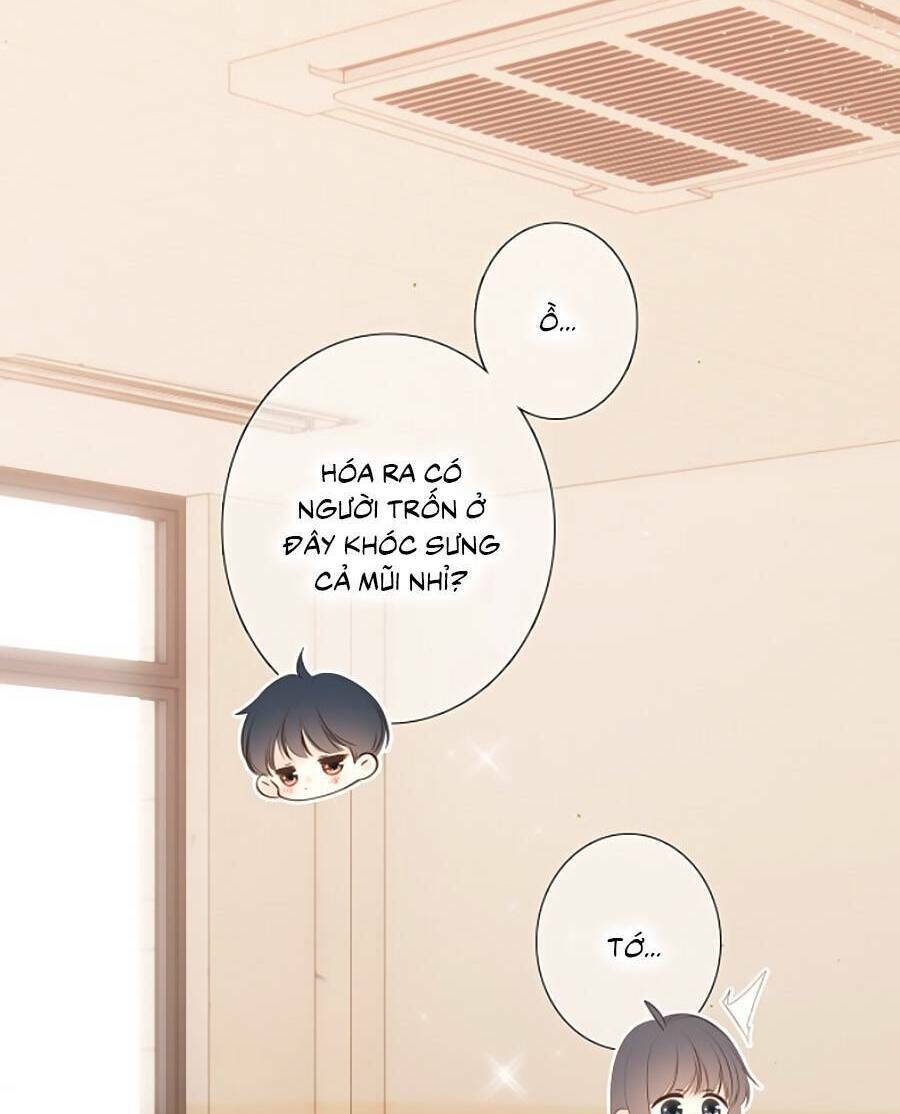 Ồ...
HÓA RA CÓ
NGƯỜI TRỐN Ở
ĐÂY KHÓC SƯNG
CẢ MŨI NHỈ?
TỚ...